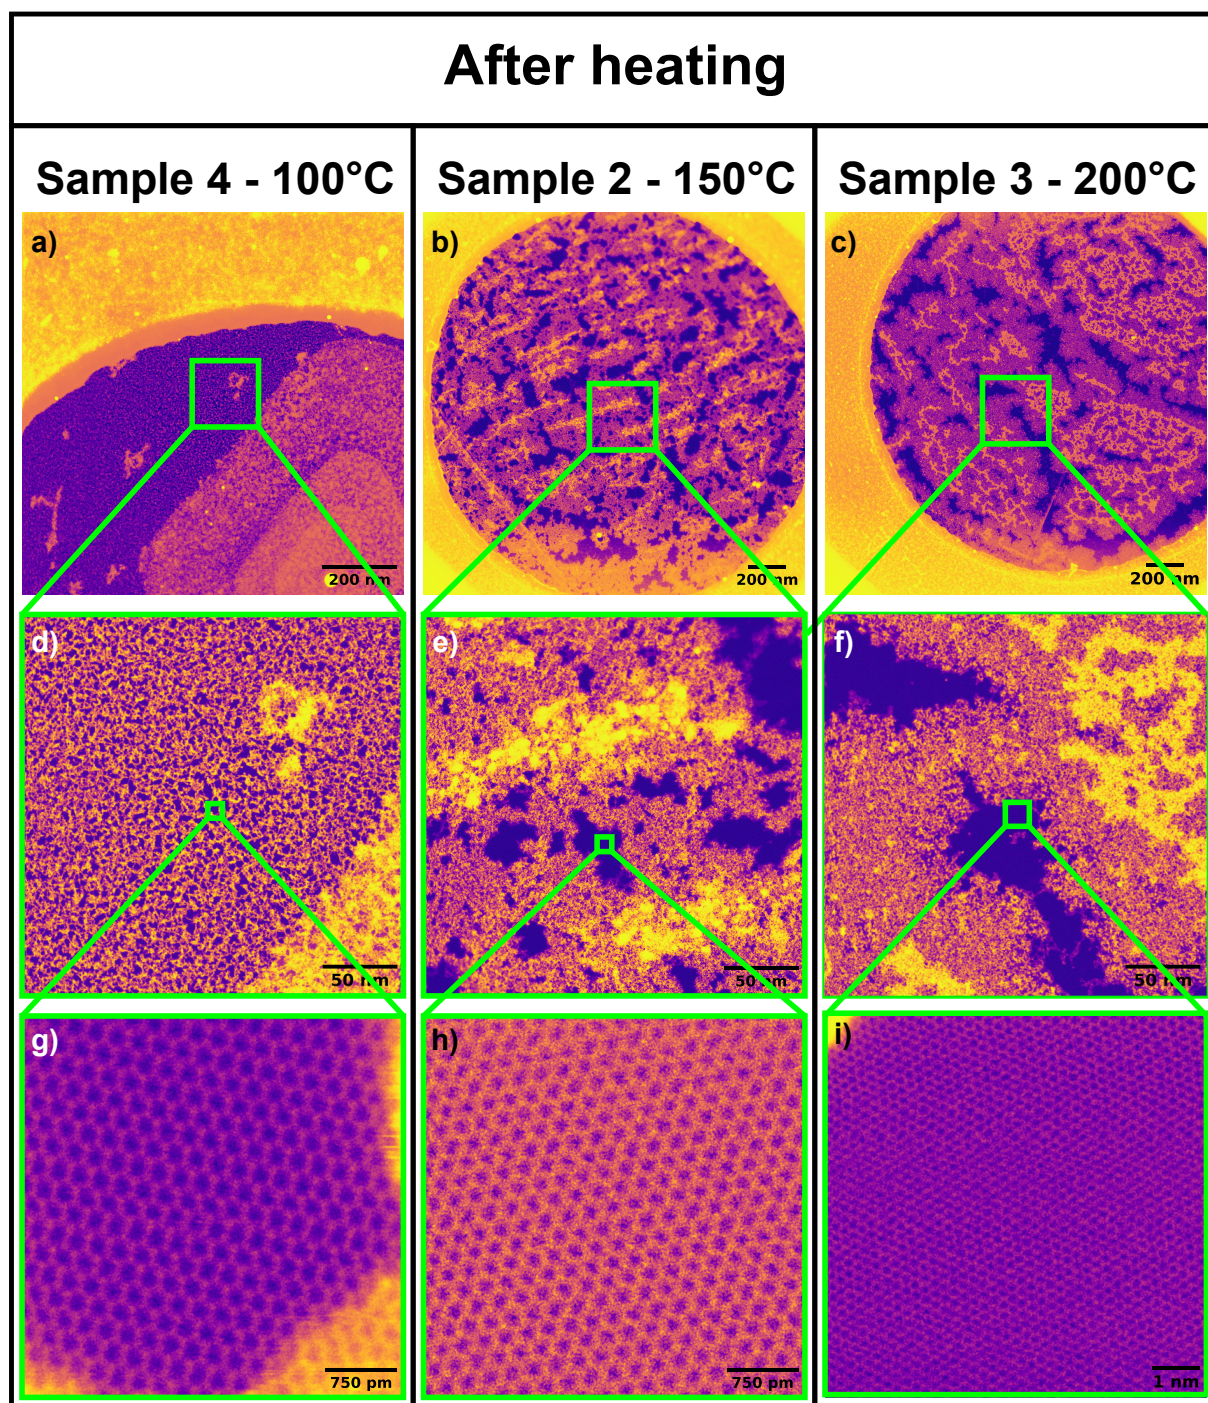 After heating
Sample 4 - 100°C
Sample 2 - 150°C
Sample 3 - 200°C
a)
200 nm
b)
200 nm
c)
200 nm
d)
50 nm
e)
50 nm
f)
50 nm
g)
750 pm
h)
750 pm
i)
1 nm